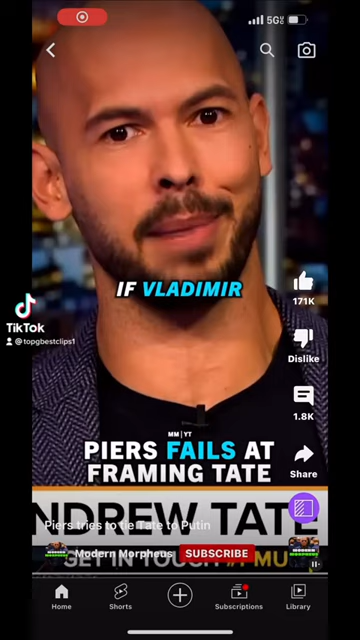 5G
IF VLADIMIR
171K
TikTok
@topgbestclips1
Dislike
1.8K
MM|YT
PIERS FAILS AT
FRAMING TATE
Share
NDREW TATE
Piers tries to tie Tate to Putin
Modern Morpheus SUBSCRIBE
GET IN TOUCH
Home
Shorts
Subscriptions
Library